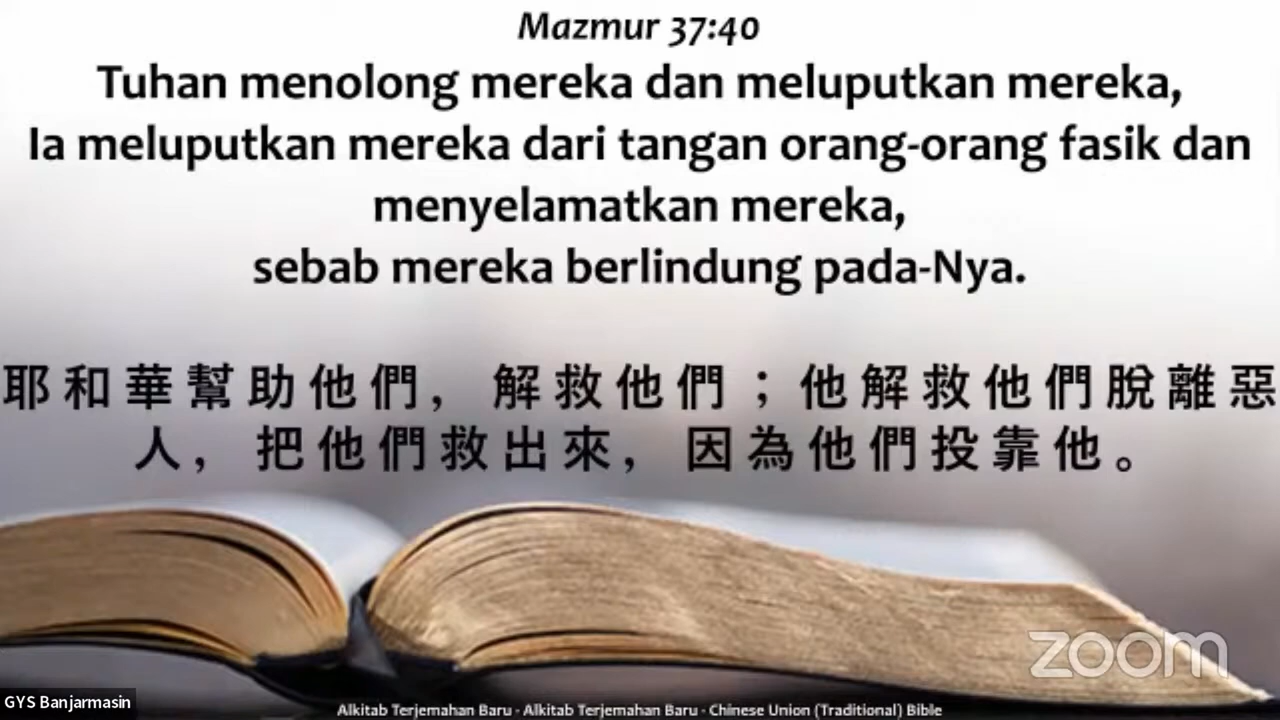 Mazmur 37:40
Tuhan menolong mereka dan meluputkan mereka,
Ia meluputkan mereka dari tangan orang-orang fasik dan
menyelamatkan mereka,
sebab mereka berlindung pada-Nya.
耶和華幫助他們，解救他們；他解救他們脫離惡
人，把他們救出來，因為他們投靠他。
zoom
GYS Banjarmasin
Alkitab Terjemahan Baru - Alkitab Terjemahan Baru - Chinese Union (Traditional) Bible